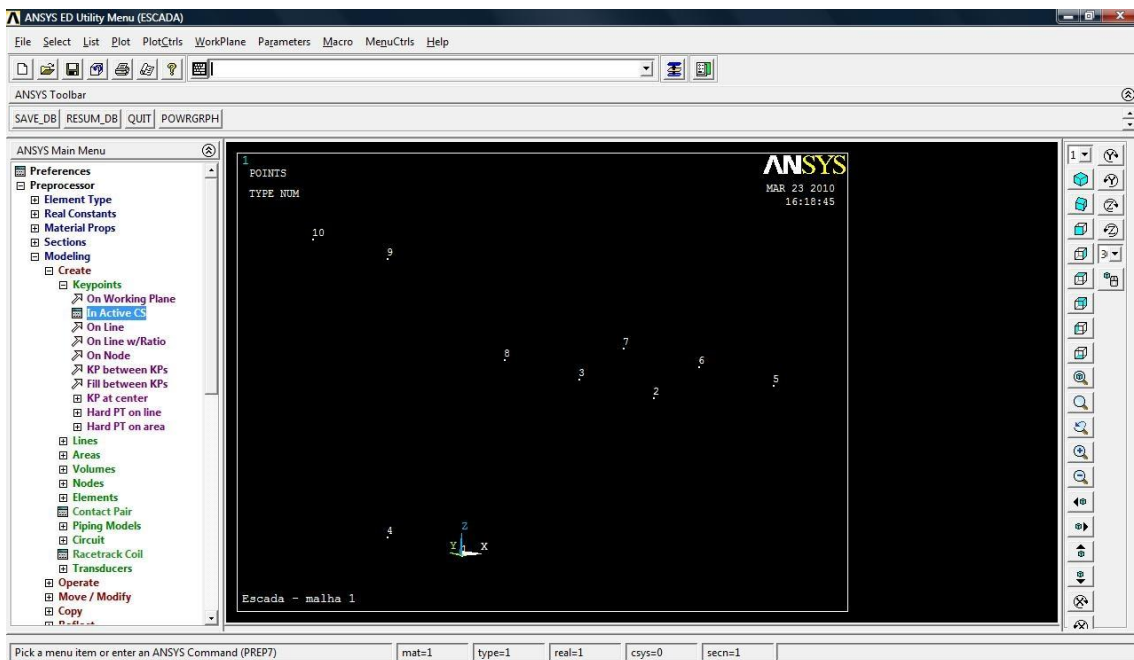 ANSYS ED Utility Menu (ESCADA)
File Select List Plot PlotCtrls WorkPlane Parameters Macro MenuCtrls Help
ANSYS Toolbar
SAVE_DB RESUM_DB QUIT POWRGRPH
ANSYS Main Menu
Preferences
Preprocessor
Element Type
Real Constants
Material Props
Sections
Modeling
Create
Keypoints
On Working Plane
In Active CS
On Line
On Line w/Ratio
On Node
KP between KPs
Fill between KPs
KP at center
Hard PT on line
Hard PT on area
Lines
Areas
Volumes
Nodes
Elements
Contact Pair
Piping Models
Circuit
Racetrack Coil
Transducers
Operate
Move / Modify
Copy
Reflect
1
POINTS
TYPE NUM
ANSYS
MAR 23 2010
16:18:45
10
9
7
8
6
3
5
2
4
Z
Y X
Escada - malha 1
1
Pick a menu item or enter an ANSYS Command (PREP7) mat=1 type=1 real=1 csys=0 secn=1